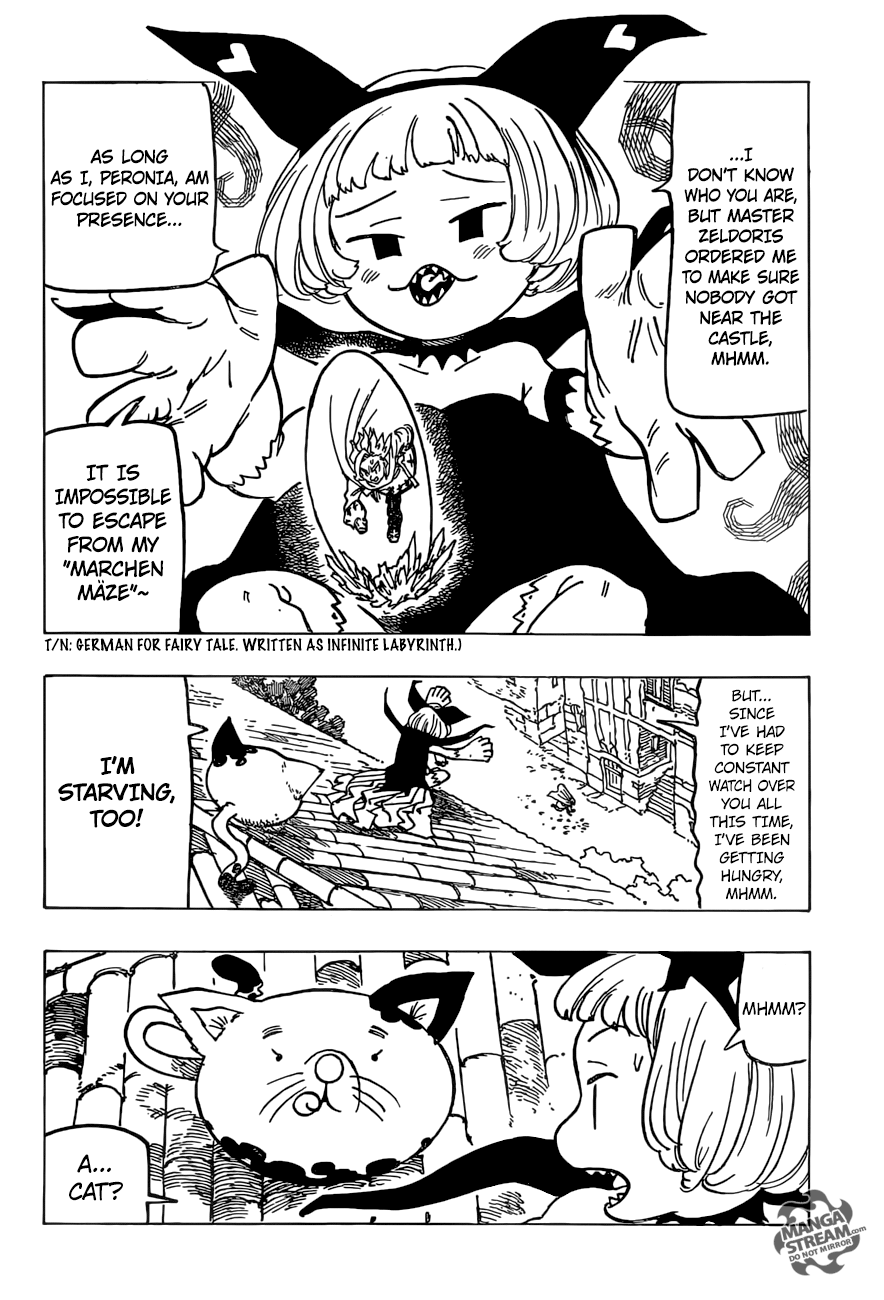 ...I
DON'T KNOW
WHO YOU ARE,
BUT MASTER
ZELDORIS
ORDERED ME
TO MAKE SURE
NOBODY GOT
NEAR THE
CASTLE,
MHMM.
AS LONG
AS I, PERONIA, AM
FOCUSED ON YOUR
PRESENCE...
IT IS
IMPOSSIBLE
TO ESCAPE
FROM MY
"MARCHEN
MÄZE"~
T/N: GERMAN FOR FAIRY TALE. WRITTEN AS INFINITE LABYRINTH.)
BUT...
SINCE
I'VE HAD
TO KEEP
CONSTANT
WATCH OVER
YOU ALL
THIS TIME,
I'VE BEEN
GETTING
HUNGRY,
MHMM.
I'M
STARVING,
TOO!
MHMM?
A...
CAT?
MANGA
STREAM.com
DO NOT MIRROR